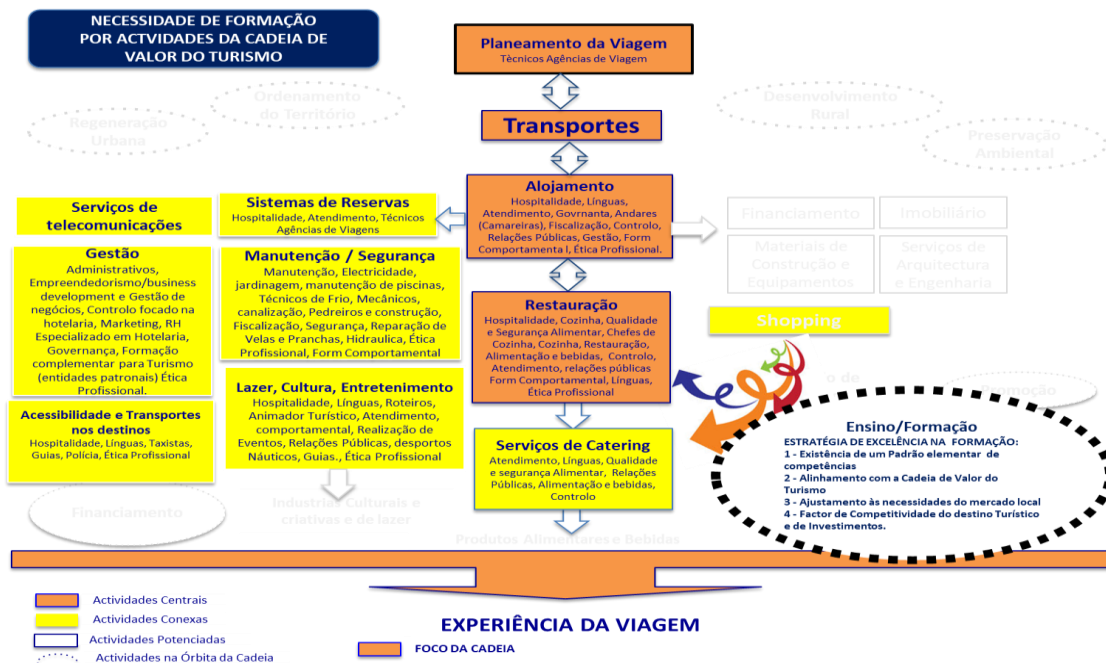 NECESSIDADE DE FORMAÇÃO
POR ACTVIDADES DA CADEIA DE
VALOR DO TURISMO
Planeamento da Viagem
Tècnicos Agências de Viagem
Ordenamento
do Território
Regeneração
Urbana
Desenvolvimento
Rural
Preservação
Ambiental
Transportes
Alojamento
Hospitalidade, Línguas,
Atendimento, Govrnanta, Andares
(Camareiras), Fiscalização, Controlo,
Relações Públicas, Gestão, Form
Comportamenta l, Ética Profissional.
Sistemas de Reservas
Hospitalidade, Atendimento, Técnicos
Agências de Viagens
Serviços de
telecomunicações
Financiamento
Imobiliário
Materiais de
Construção e
Equipamentos
Serviços de
Arquitectura
e Engenharia
Gestão
Administrativos,
Empreendedorismo/business
development e Gestão de
negócios, Controlo focado na
hotelaria, Marketing, RH
Especializado em Hotelaria,
Governança, Formação
complementar para Turismo
(entidades patronais) Ética
Profissional.
Manutenção / Segurança
Manutenção, Electricidade,
jardinagem, manutenção de piscinas,
Técnicos de Frio, Mecânicos,
canalização, Pedreiros e construção,
Fiscalização, Segurança, Reparação de
Velas e Pranchas, Hidraulica, Ética
Profissional, Form Comportamental
Restauração
Hospitalidade, Cozinha, Qualidade
e Segurança Alimentar, Chefes de
Cozinha, Cozinha, Restauração,
Alimentação e bebidas, Controlo,
Atendimento, relações públicas
Form Comportamental, Línguas,
Ética Profissional
Shopping
o de
Promoção
Acessibilidade e Transportes
nos destinos
Hospitalidade, Línguas, Taxistas,
Guias, Polícia, Ética Profissional
Lazer, Cultura, Entretenimento
Hospitalidade, Línguas, Roteiros,
Animador Turístico, Atendimento,
comportamental, Realização de
Eventos, Relações Públicas, desportos
Náuticos, Guias., Ética Profissional
Serviços de Catering
Atendimento, Línguas, Qualidade
e segurança Alimentar, Relações
Públicas, Alimentação e bebidas,
Controlo
Ensino/Formação
ESTRATÉGIA DE EXCELÊNCIA NA FORMAÇÃO:
1 - Existência de um Padrão elementar de
competências
2 - Alinhamento com a Cadeia de Valor do
Turismo
3 - Ajustamento às necessidades do mercado local
4 - Factor de Competitividade do destino Turístico
e de Investimentos.
Financiamento
Industrias Culturais e
criativas e de lazer
Produtos Alimentares e Bebidas
EXPERIÊNCIA DA VIAGEM
Actividades Centrais
Actividades Conexas
Actividades Potenciadas
Actividades na Órbita da Cadeia
FOCO DA CADEIA